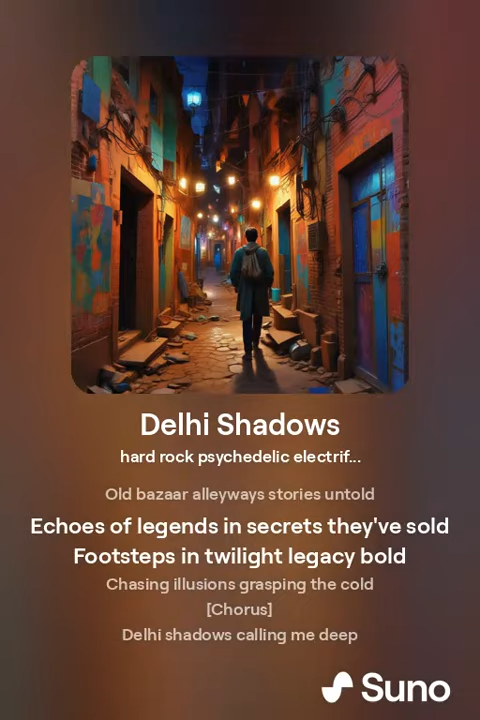 Delhi Shadows
hard rock psychedelic electrif...
Old bazaar alleyways stories untold
Echoes of legends in secrets they've sold
Footsteps in twilight legacy bold
Chasing illusions grasping the cold
[Chorus]
Delhi shadows calling me deep
Suno